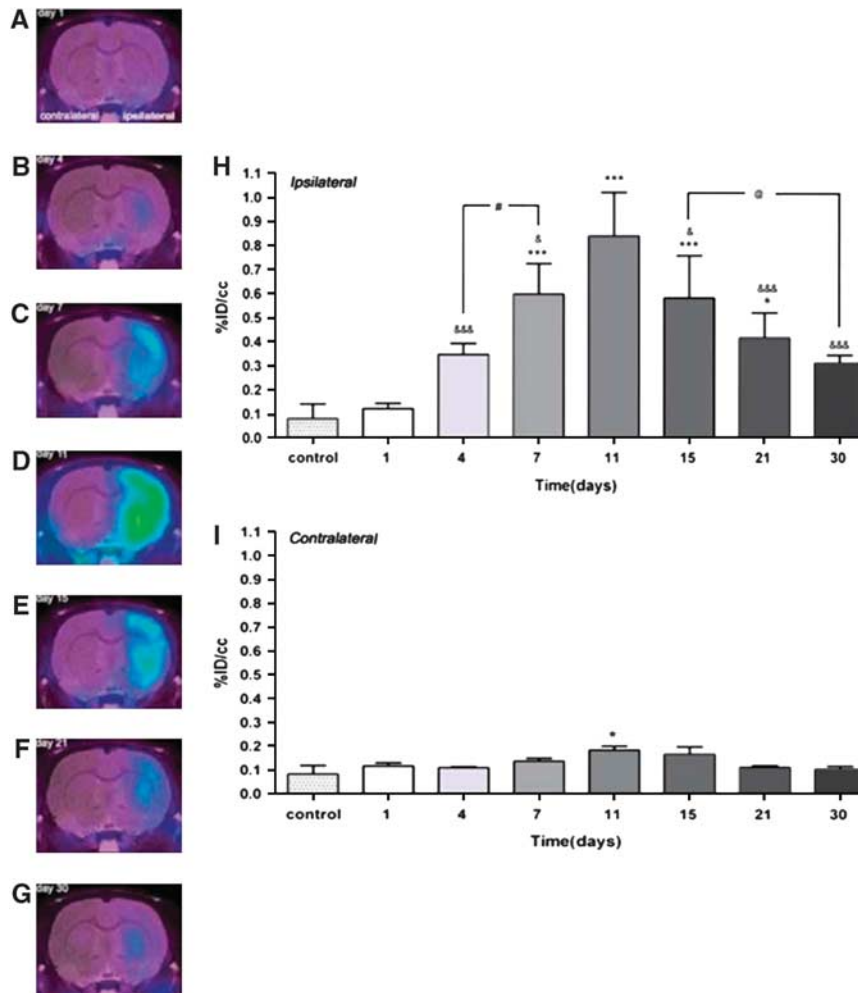 A
day 1
contralateral ipsilateral
B
day 4
C
day 7
D
day 11
E
day 15
F
day 21
G
day 30
H
Ipsilateral
%ID/cc
1.1
1.0
0.9
0.8
0.7
0.6
0.5
0.4
0.3
0.2
0.1
0.0
&&&
#
&
***
***
&
***
@
&&&
*
&&&
control 1 4 7 11 15 21 30
Time(days)
I
Contralateral
%ID/cc
1.1
1.0
0.9
0.8
0.7
0.6
0.5
0.4
0.3
0.2
0.1
0.0
*
control 1 4 7 11 15 21 30
Time(days)